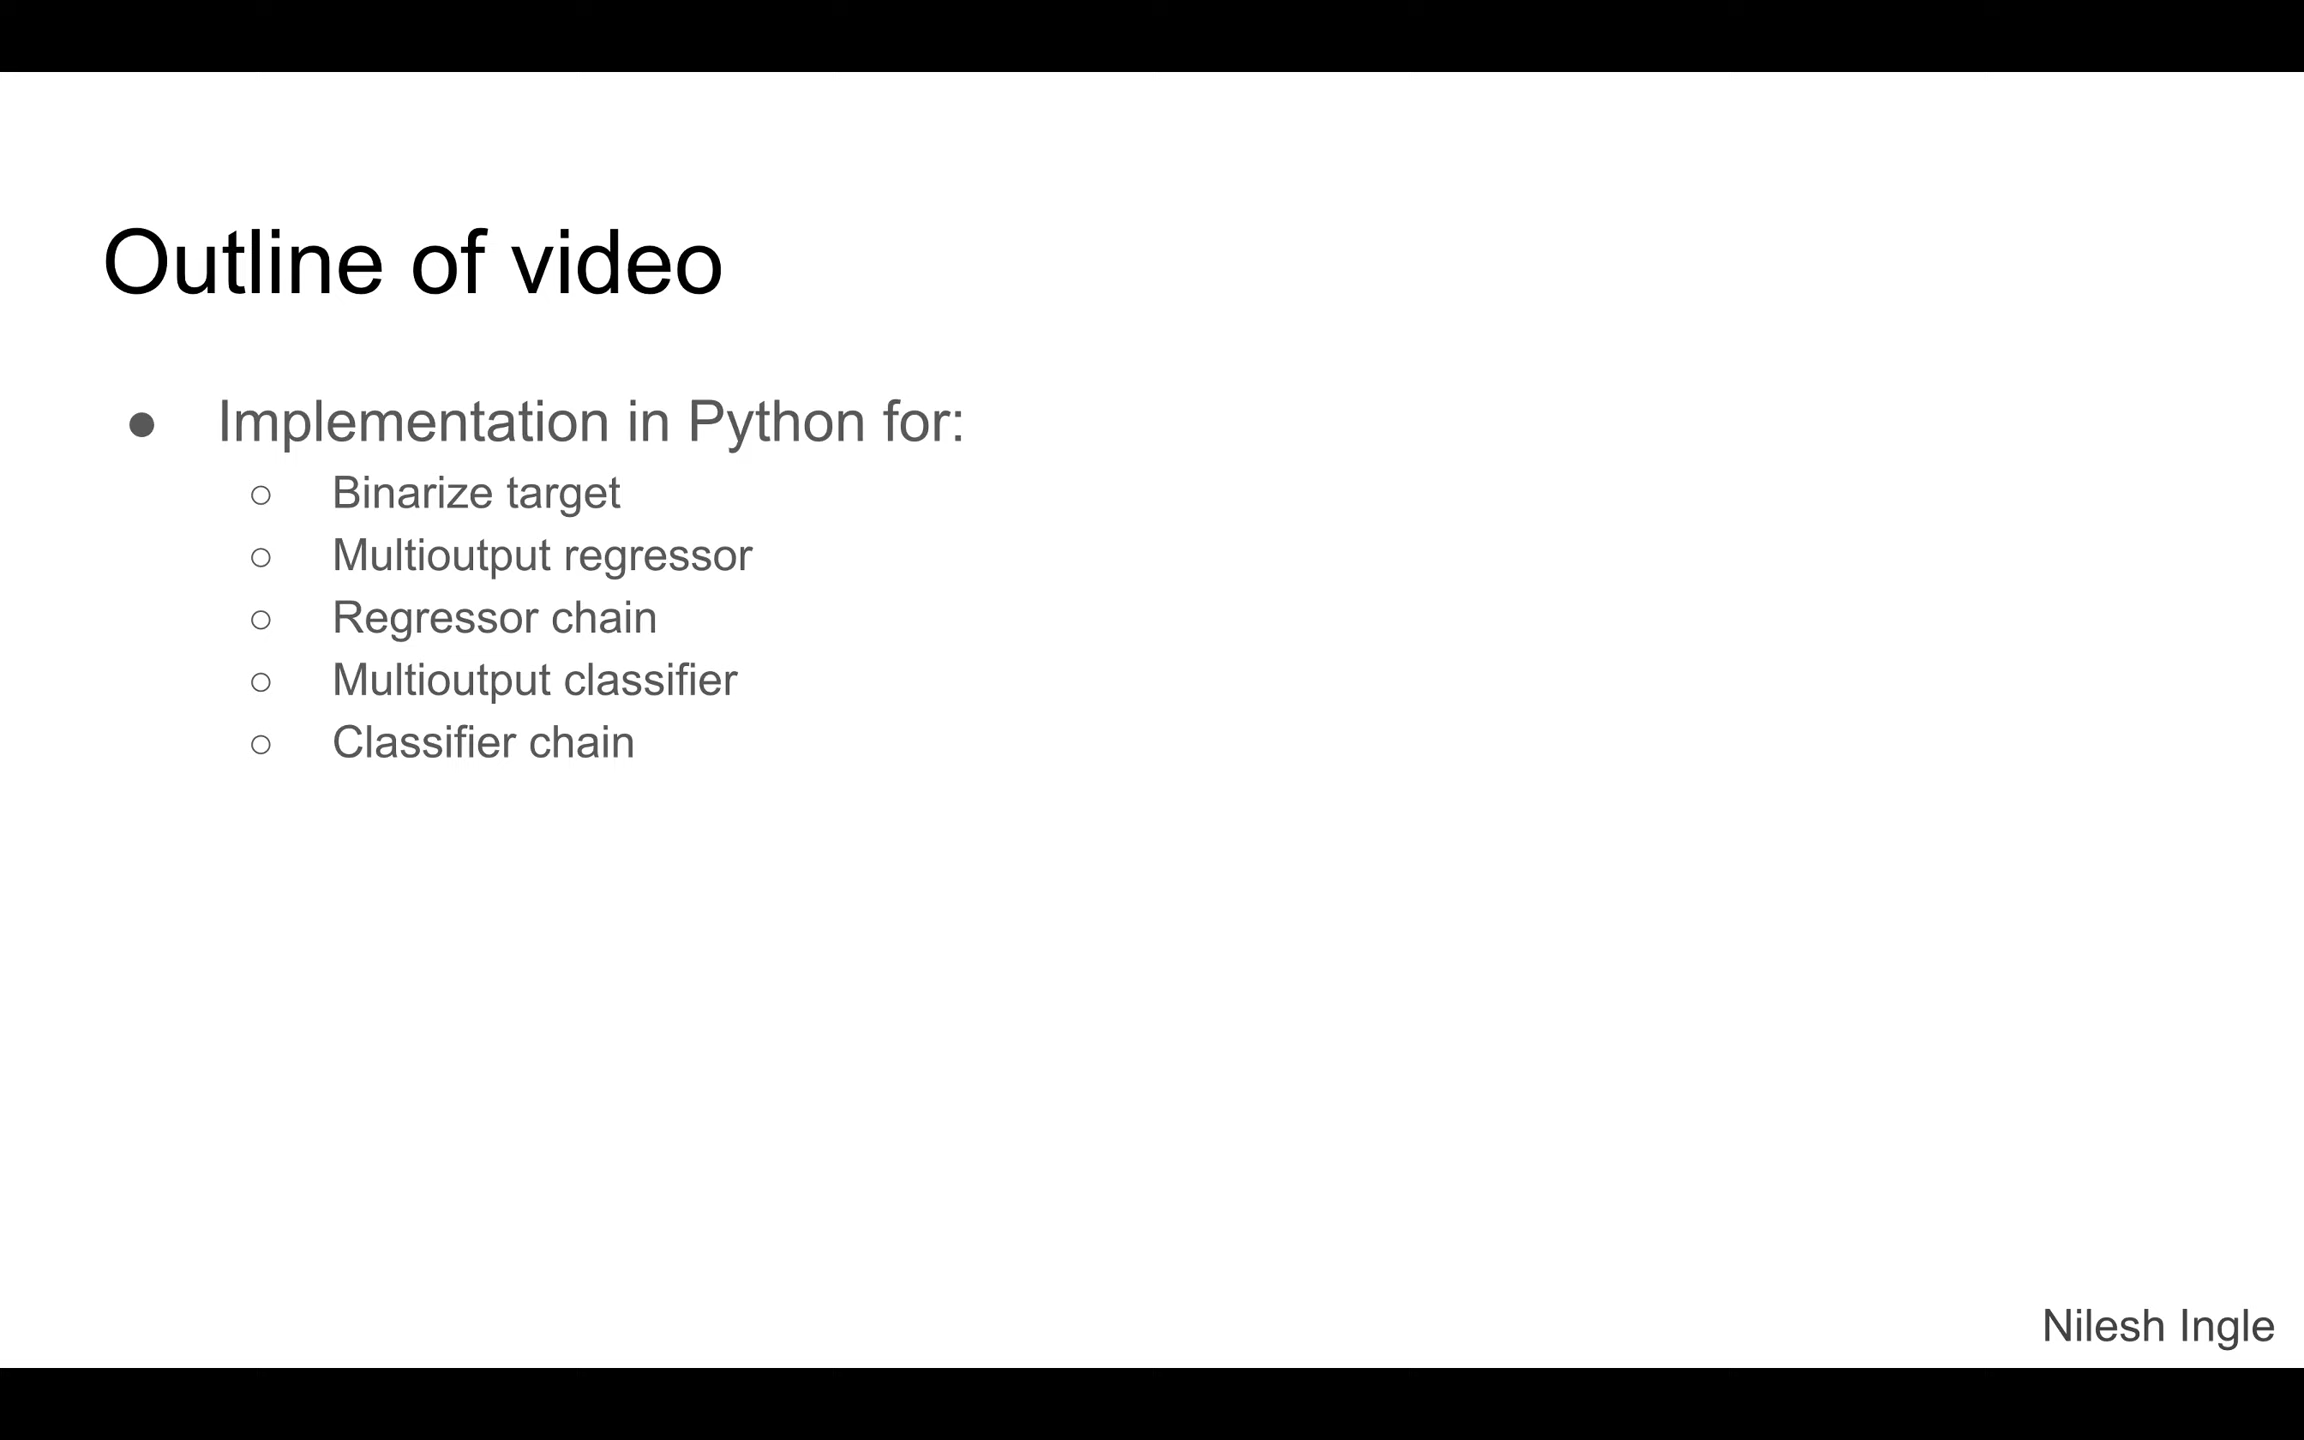 Outline of video
● Implementation in Python for:
○ Binarize target
○ Multioutput regressor
○ Regressor chain
○ Multioutput classifier
○ Classifier chain
Nilesh Ingle